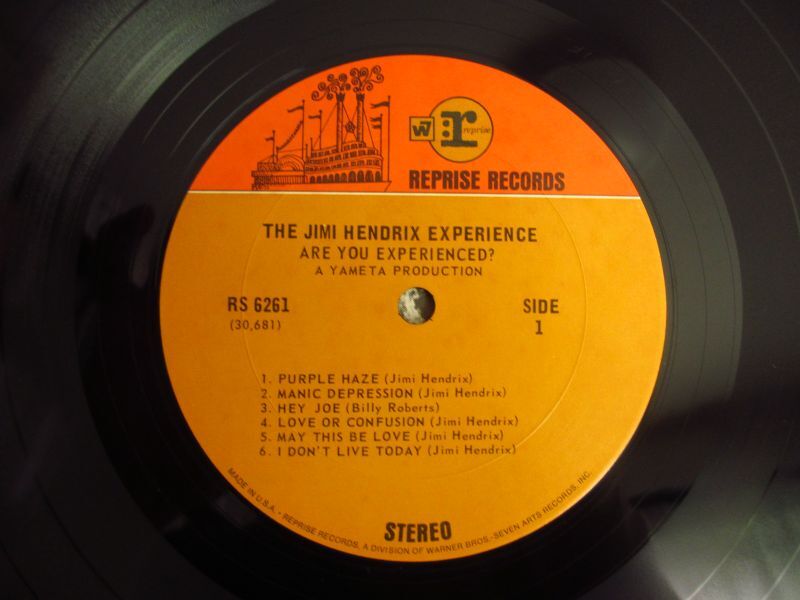 W7
r
reprise
REPRISE RECORDS
THE JIMI HENDRIX EXPERIENCE
ARE YOU EXPERIENCED?
A YAMETA PRODUCTION
RS 6261
(30,681)
SIDE
1
1. PURPLE HAZE (Jimi Hendrix)
2. MANIC DEPRESSION (Jimi Hendrix)
3. HEY JOE (Billy Roberts)
4. LOVE OR CONFUSION (Jimi Hendrix)
5. MAY THIS BE LOVE (Jimi Hendrix)
6. I DON'T LIVE TODAY (Jimi Hendrix)
STEREO
MADE IN U.S.A. - REPRISE RECORDS, A DIVISION OF WARNER BROS.-SEVEN ARTS RECORDS, INC.